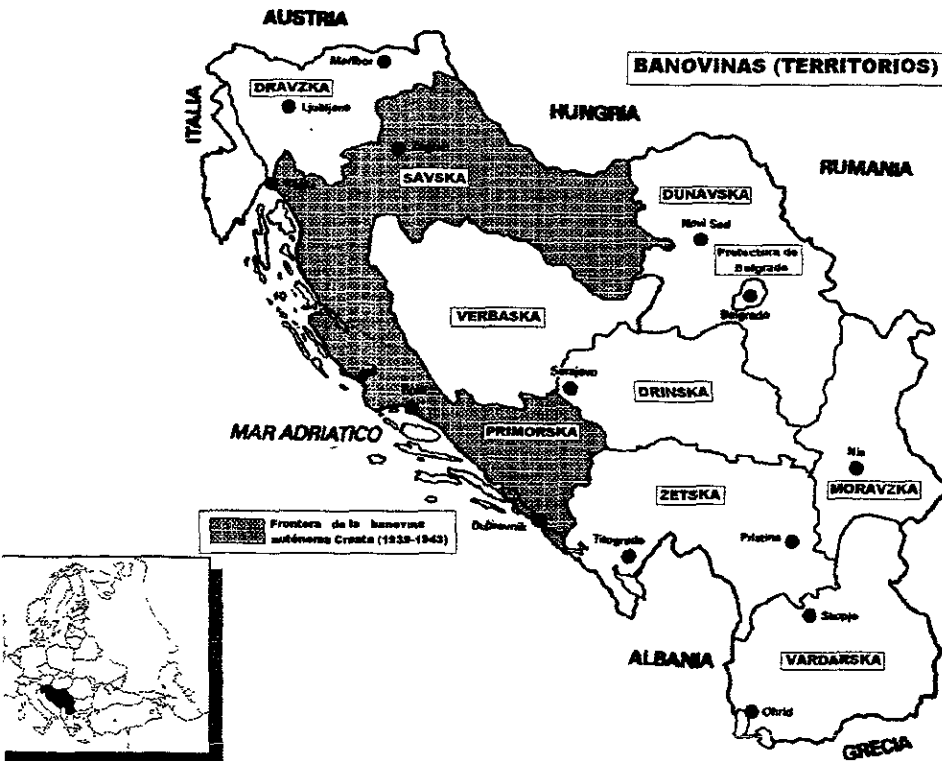 AUSTRIA
BANOVINAS (TERRITORIOS)
Maribor
DRAVZKA
Ljubljana
ITALIA
HUNGRIA
RUMANIA
SAVSKA
DUNAVSKA
Novi Sad
Prefectura de
Belgrado
Belgrado
VERBASKA
Sarajevo
DRINSKA
MAR ADRIATICO
PRIMORSKA
Nis
MORAVZKA
ZETSKA
Frontera de la
autónoma Croata (1939-1943)
Dubrovnik
Titogrado
Pristina
Skopje
ALBANIA
VARDARSKA
Ohrid
GRECIA